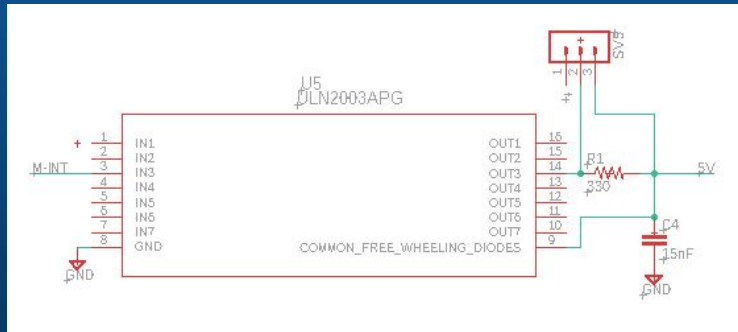 SV5
1
2
3
U5
ULN2003APG
M-INT
1 IN1
2 IN2
3 IN3
4 IN4
5 IN5
6 IN6
7 IN7
8 GND
OUT1 16
OUT2 15
OUT3 14
OUT4 13
OUT5 12
OUT6 11
OUT7 10
COMMON_FREE_WHEELING_DIODES 9
R1
330
5V
C4
15nF
GND
GND